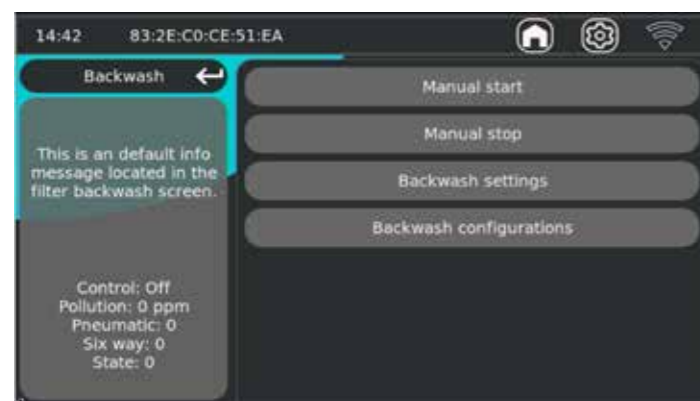 14:42 83:2E:C0:CE:51:EA
Backwash
This is an default info
message located in the
filter backwash screen.
Control: Off
Pollution: 0 ppm
Pneumatic: 0
Six way: 0
State: 0
Manual start
Manual stop
Backwash settings
Backwash configurations